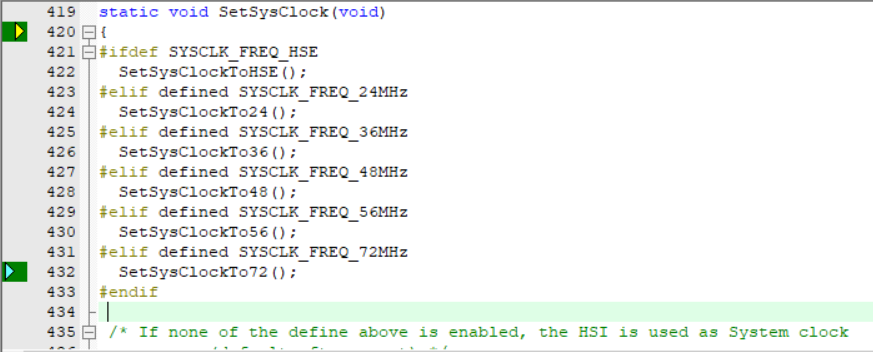 419 static void SetSysClock(void)
420 {
421 #ifdef SYSCLK_FREQ_HSE
422 SetSysClockToHSE();
423 #elif defined SYSCLK_FREQ_24MHz
424 SetSysClockTo24();
425 #elif defined SYSCLK_FREQ_36MHz
426 SetSysClockTo36();
427 #elif defined SYSCLK_FREQ_48MHz
428 SetSysClockTo48();
429 #elif defined SYSCLK_FREQ_56MHz
430 SetSysClockTo56();
431 #elif defined SYSCLK_FREQ_72MHz
432 SetSysClockTo72();
433 #endif
434
435 /* If none of the define above is enabled, the HSI is used as System clock